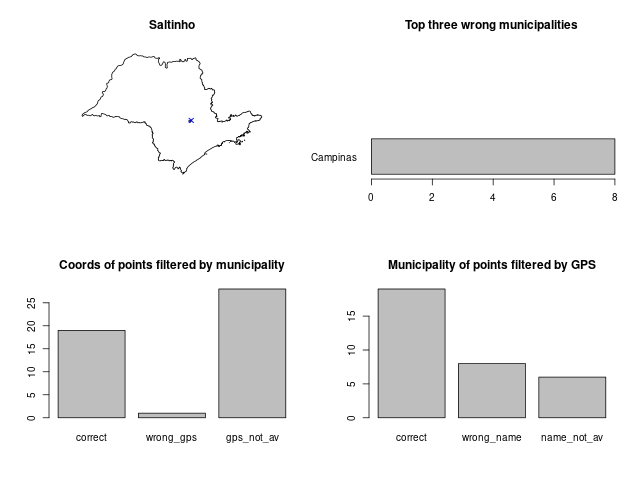 Saltinho
Top three wrong municipalities
Campinas
0 2 4 6 8
Coords of points filtered by municipality
25
20
15
10
5
0
correct wrong_gps gps_not_av
Municipality of points filtered by GPS
15
10
5
0
correct wrong_name name_not_av